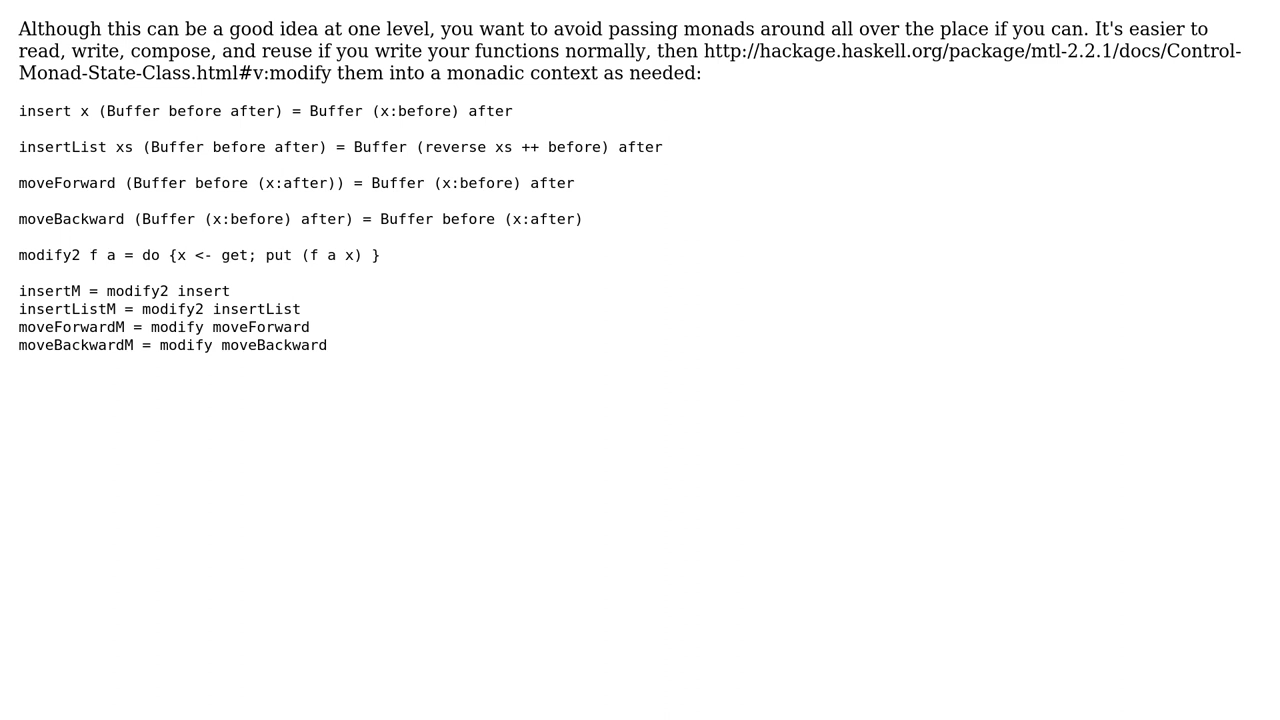 Although this can be a good idea at one level, you want to avoid passing monads around all over the place if you can. It's easier to
read, write, compose, and reuse if you write your functions normally, then http://hackage.haskell.org/package/mtl-2.2.1/docs/Control-
Monad-State-Class.html#v:modify them into a monadic context as needed:
insert x (Buffer before after) = Buffer (x:before) after
insertList xs (Buffer before after) = Buffer (reverse xs ++ before) after
moveForward (Buffer before (x:after)) = Buffer (x:before) after
moveBackward (Buffer (x:before) after) = Buffer before (x:after)
modify2 f a = do {x <- get; put (f a x) }
insertM = modify2 insert
insertListM = modify2 insertList
moveForwardM = modify moveForward
moveBackwardM = modify moveBackward